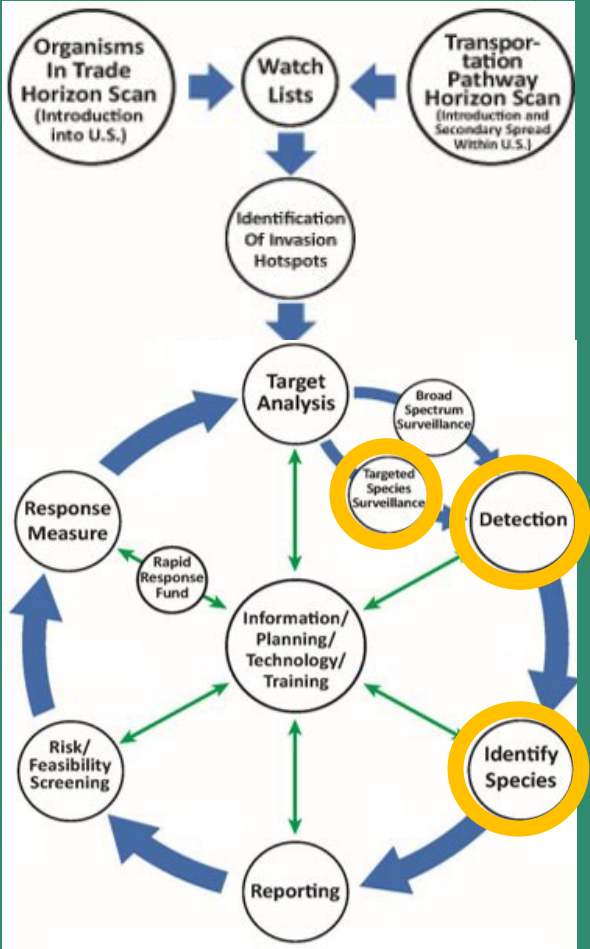 Organisms
In Trade
Horizon Scan
(Introduction
into U.S.)
Watch
Lists
Transpor-
tation
Pathway
Horizon Scan
(Introduction and
Secondary Spread
Within U.S.)
Identification
Of Invasion
Hotspots
Target
Analysis
Broad
Spectrum
Surveillance
Targeted
Species
Surveillance
Detection
Response
Measure
Rapid
Response
Fund
Information/
Planning/
Technology/
Training
Risk/
Feasibility
Screening
Identify
Species
Reporting